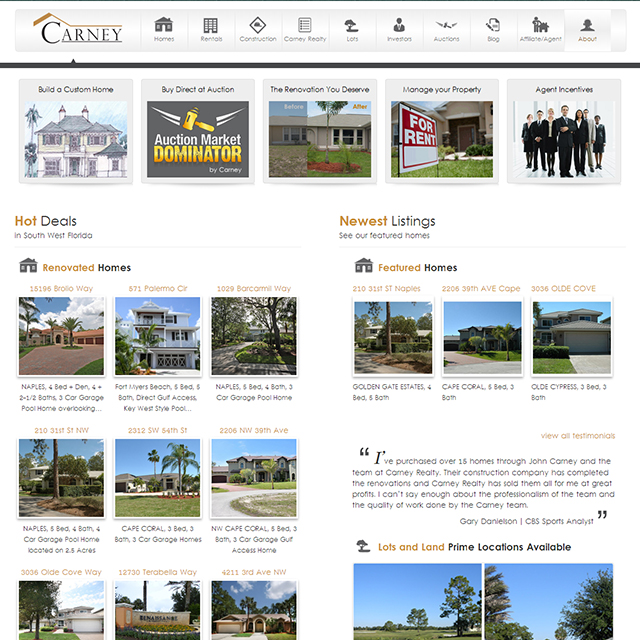 CARNEY
Homes
Rentals
Construction
Carney Realty
Lots
Investors
Auctions
Blog
Affiliate/Agent
About
Build a Custom Home
Buy Direct at Auction
The Renovation You Deserve
Manage your Property
Agent Incentives
Auction Market
DOMINATOR
by Carney
Before
After
FOR
RENT
Hot Deals
in South West Florida
Renovated Homes
15196 Brolio Way
571 Palermo Cir
1029 Barcarmil Way
NAPLES, 4 Bed + Den, 4 +
2-1/2 Baths, 3 Car Garage
Pool Home overlooking...
Fort Myers Beach, 5 Bed, 5
Bath, Direct Gulf Access,
Key West Style Pool...
NAPLES, 5 Bed, 4 Bath, 3
Car Garage Pool Home
210 31st St NW
2312 SW 54th St
2206 NW 39th Ave
NAPLES, 5 Bed, 4 Bath, 4
Car Garage Pool Home
located on 2.5 Acres
CAPE CORAL, 3 Bed, 3
Bath, 3 Car Garage Homes
NW CAPE CORAL, 5 Bed, 3
Bath, 3 Car Garage Gulf
Access Home
3036 Olde Cove Way
12730 Terabella Way
4211 3rd Ave NW
RENAISSANCE
Newest Listings
See our featured homes
Featured Homes
210 31ST ST Naples
2206 39th AVE Cape
3036 OLDE COVE
GOLDEN GATE ESTATES, 4
Bed, 5 Bath
CAPE CORAL, 5 Bed, 3
Bath
OLDE CYPRESS, 3 Bed, 3
Bath
view all testimonials
“ I've purchased over 15 homes through John Carney and the
team at Carney Realty. Their construction company has completed
the renovations and Carney Realty has sold them all for me at great
profits. I can't say enough about the professionalism of the team and
the quality of work done by the Carney team.
Gary Danielson | CBS Sports Analyst ”
Lots and Land Prime Locations Available